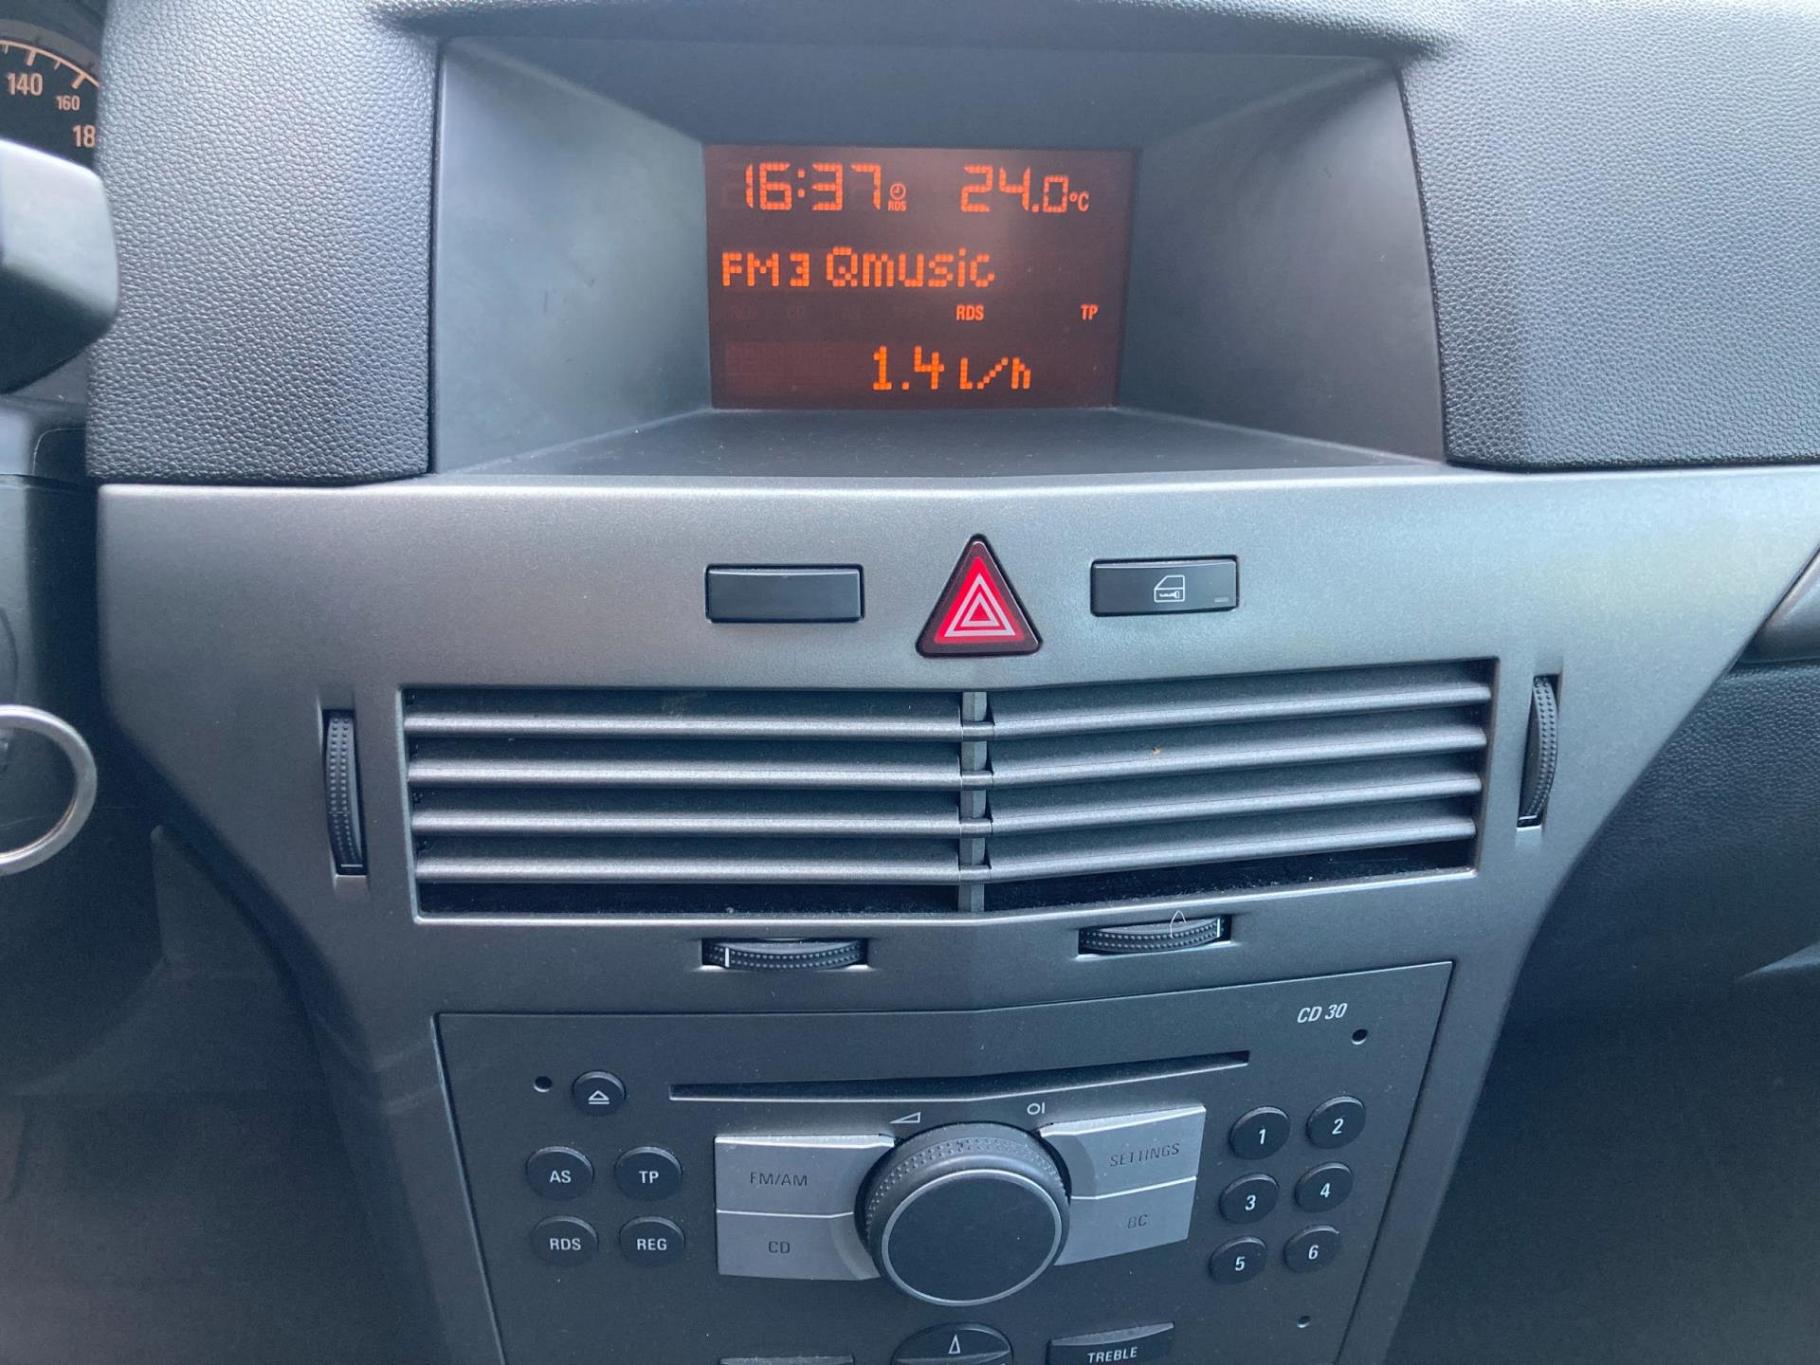 140
160
18
16:37 RDS 24.0°C
FM3 Qmusic
RDS TP
1.4 l/h
CD 30
AS TP
FM/AM
SETTINGS
1 2
RDS REG
CD
BC
3 4
5 6
TREBLE